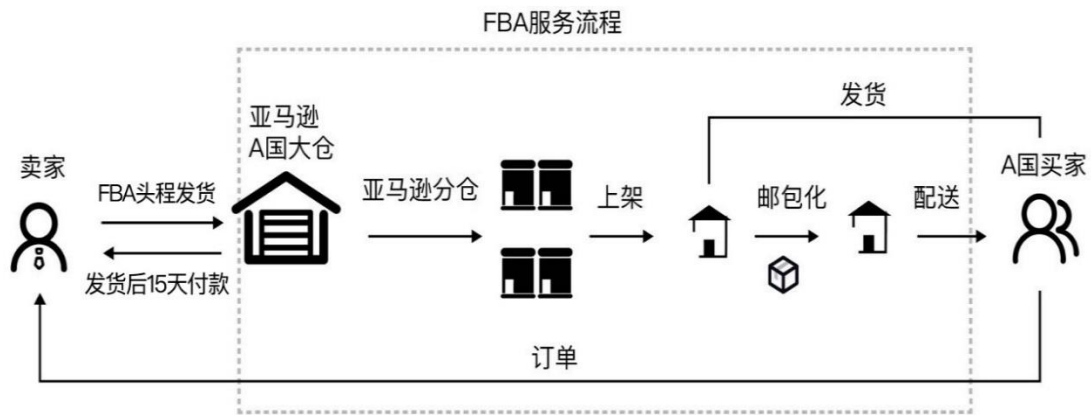 FBA服务流程
发货
亚马逊
A国大仓
卖家
A国买家
FBA头程发货
亚马逊分仓
上架
邮包化
配送
发货后15天付款
订单